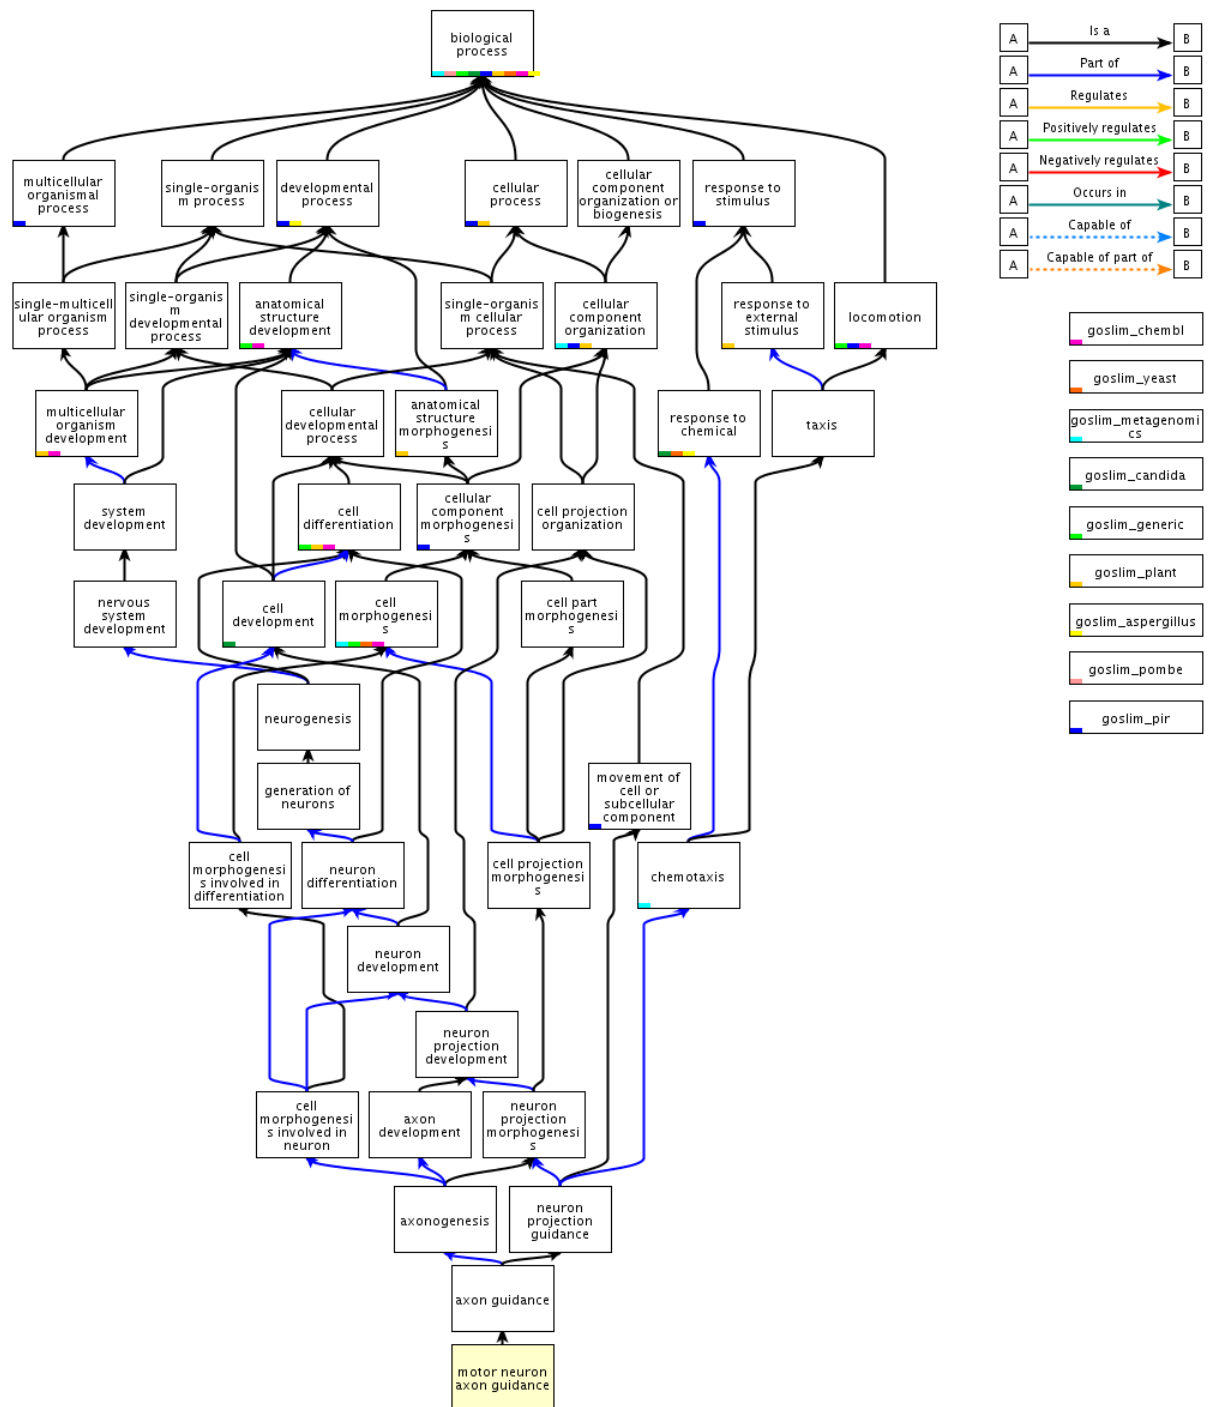 biological
process
multicellular
organismal
process
single-organis
m process
developmental
process
cellular
process
cellular
component
organization or
biogenesis
response to
stimulus
single-multicell
ular organism
process
single-organis
m
developmental
process
anatomical
structure
development
single-organis
m cellular
process
cellular
component
organization
response to
external
stimulus
locomotion
multicellular
organism
development
cellular
developmental
process
anatomical
structure
morphogenesi
s
response to
chemical
taxis
system
development
cell
differentiation
cellular
component
morphogenesi
s
cell projection
organization
nervous
system
development
cell
development
cell
morphogenesi
s
cell part
morphogenesi
s
neurogenesis
generation of
neurons
movement of
cell or
subcellular
component
cell
morphogenesi
s involved in
differentiation
neuron
differentiation
cell projection
morphogenesi
s
chemotaxis
neuron
development
neuron
projection
development
cell
morphogenesi
s involved in
neuron
axon
development
neuron
projection
morphogenesi
s
axonogenesis
neuron
projection
guidance
axon guidance
motor neuron
axon guidance
A Is a B
A Part of B
A Regulates B
A Positively regulates B
A Negatively regulates B
A Occurs in B
A Capable of B
A Capable of part of B
goslim_chembl
goslim_yeast
goslim_metagenomi
cs
goslim_candida
goslim_generic
goslim_plant
goslim_aspergillus
goslim_pombe
goslim_pir